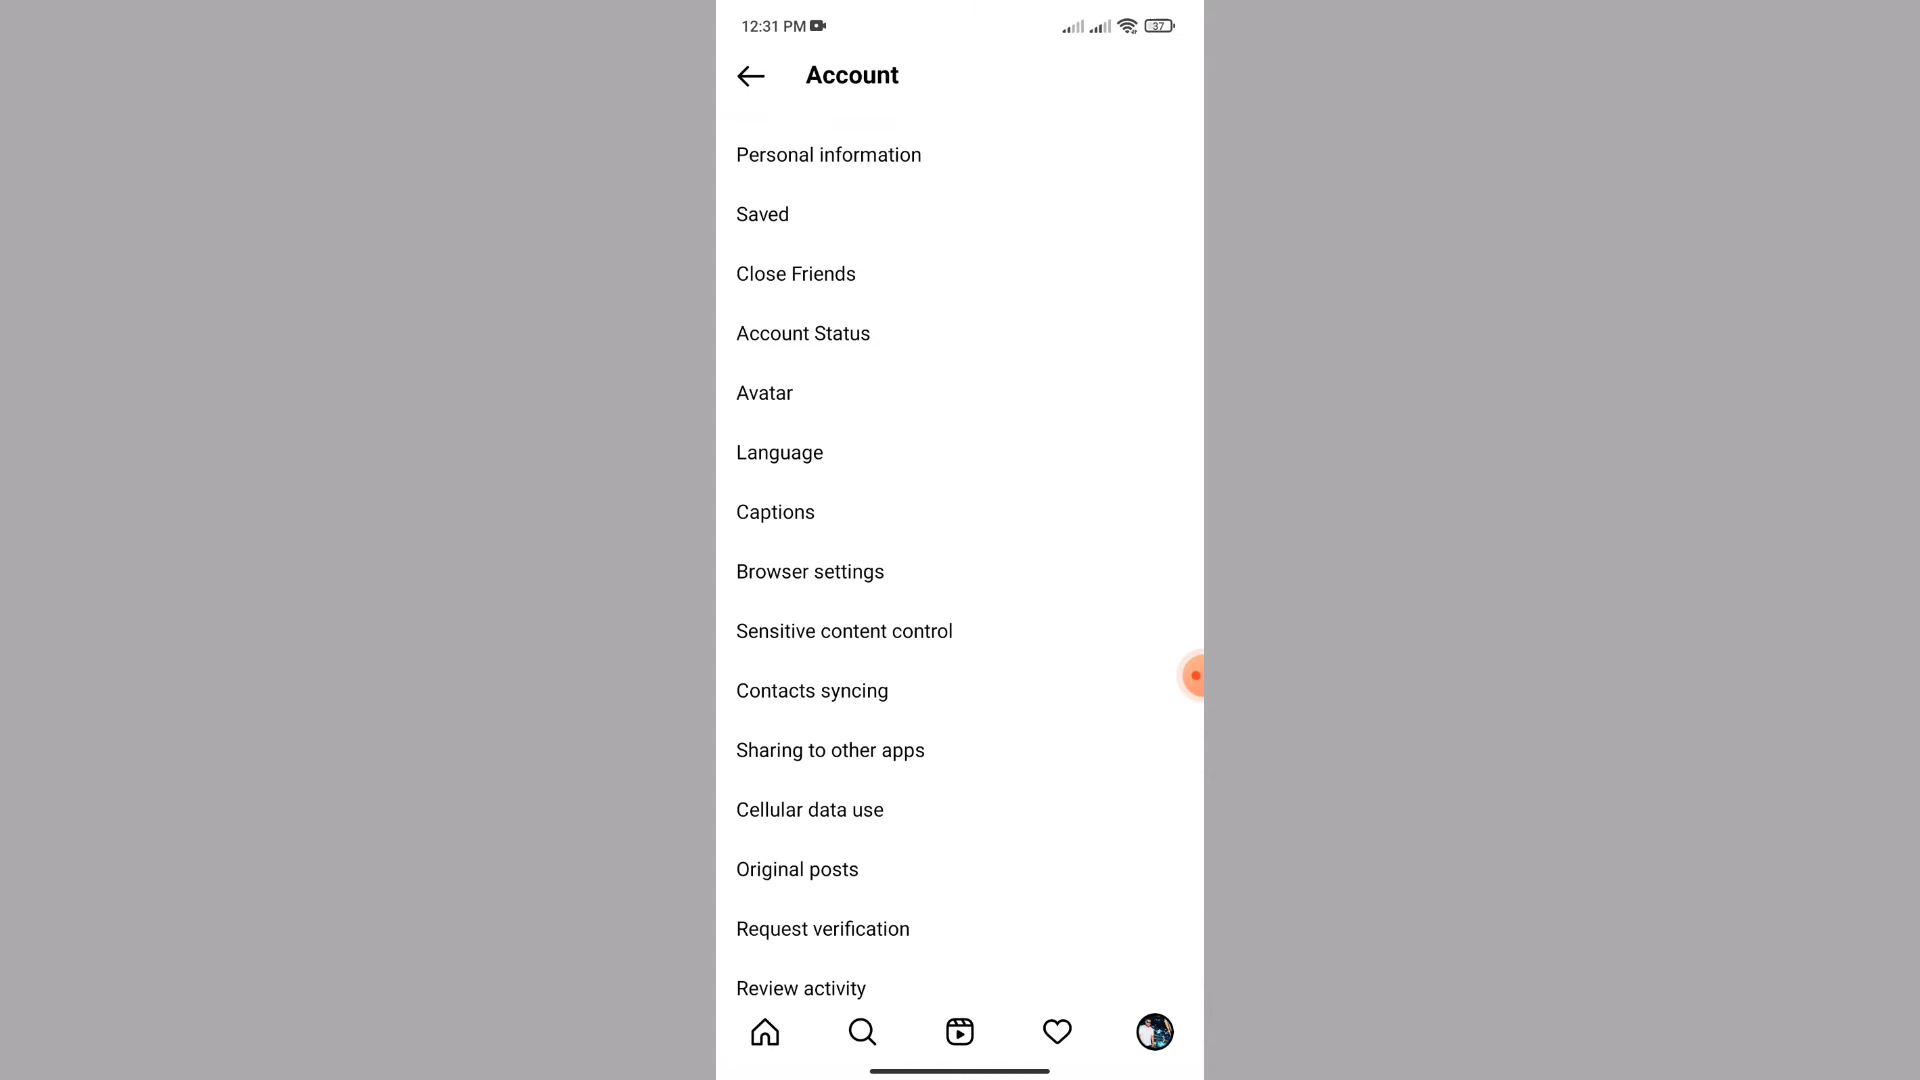 12:31 PM
37
Account
Personal information
Saved
Close Friends
Account Status
Avatar
Language
Captions
Browser settings
Sensitive content control
Contacts syncing
Sharing to other apps
Cellular data use
Original posts
Request verification
Review activity